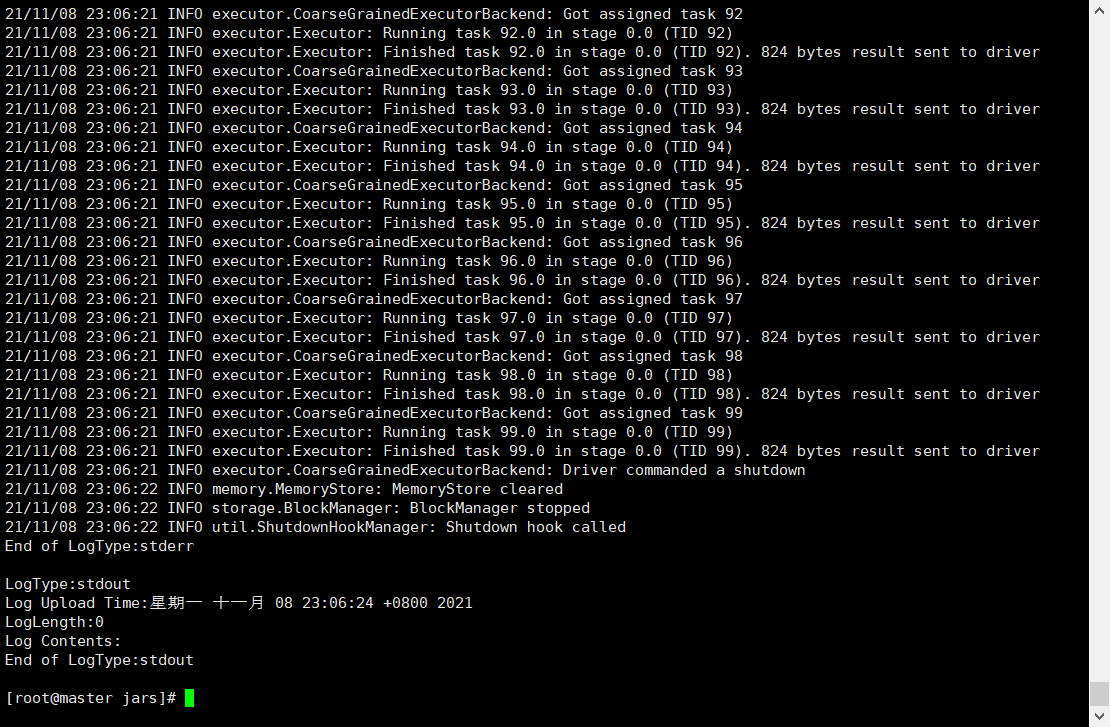 21/11/08 23:06:21 INFO executor.CoarseGrainedExecutorBackend: Got assigned task 92
21/11/08 23:06:21 INFO executor.Executor: Running task 92.0 in stage 0.0 (TID 92)
21/11/08 23:06:21 INFO executor.Executor: Finished task 92.0 in stage 0.0 (TID 92). 824 bytes result sent to driver
21/11/08 23:06:21 INFO executor.CoarseGrainedExecutorBackend: Got assigned task 93
21/11/08 23:06:21 INFO executor.Executor: Running task 93.0 in stage 0.0 (TID 93)
21/11/08 23:06:21 INFO executor.Executor: Finished task 93.0 in stage 0.0 (TID 93). 824 bytes result sent to driver
21/11/08 23:06:21 INFO executor.CoarseGrainedExecutorBackend: Got assigned task 94
21/11/08 23:06:21 INFO executor.Executor: Running task 94.0 in stage 0.0 (TID 94)
21/11/08 23:06:21 INFO executor.Executor: Finished task 94.0 in stage 0.0 (TID 94). 824 bytes result sent to driver
21/11/08 23:06:21 INFO executor.CoarseGrainedExecutorBackend: Got assigned task 95
21/11/08 23:06:21 INFO executor.Executor: Running task 95.0 in stage 0.0 (TID 95)
21/11/08 23:06:21 INFO executor.Executor: Finished task 95.0 in stage 0.0 (TID 95). 824 bytes result sent to driver
21/11/08 23:06:21 INFO executor.CoarseGrainedExecutorBackend: Got assigned task 96
21/11/08 23:06:21 INFO executor.Executor: Running task 96.0 in stage 0.0 (TID 96)
21/11/08 23:06:21 INFO executor.Executor: Finished task 96.0 in stage 0.0 (TID 96). 824 bytes result sent to driver
21/11/08 23:06:21 INFO executor.CoarseGrainedExecutorBackend: Got assigned task 97
21/11/08 23:06:21 INFO executor.Executor: Running task 97.0 in stage 0.0 (TID 97)
21/11/08 23:06:21 INFO executor.Executor: Finished task 97.0 in stage 0.0 (TID 97). 824 bytes result sent to driver
21/11/08 23:06:21 INFO executor.CoarseGrainedExecutorBackend: Got assigned task 98
21/11/08 23:06:21 INFO executor.Executor: Running task 98.0 in stage 0.0 (TID 98)
21/11/08 23:06:21 INFO executor.Executor: Finished task 98.0 in stage 0.0 (TID 98). 824 bytes result sent to driver
21/11/08 23:06:21 INFO executor.CoarseGrainedExecutorBackend: Got assigned task 99
21/11/08 23:06:21 INFO executor.Executor: Running task 99.0 in stage 0.0 (TID 99)
21/11/08 23:06:21 INFO executor.Executor: Finished task 99.0 in stage 0.0 (TID 99). 824 bytes result sent to driver
21/11/08 23:06:21 INFO executor.CoarseGrainedExecutorBackend: Driver commanded a shutdown
21/11/08 23:06:22 INFO memory.MemoryStore: MemoryStore cleared
21/11/08 23:06:22 INFO storage.BlockManager: BlockManager stopped
21/11/08 23:06:22 INFO util.ShutdownHookManager: Shutdown hook called
End of LogType:stderr

LogType:stdout
Log Upload Time:星期一 十一月 08 23:06:24 +0800 2021
LogLength:0
Log Contents:
End of LogType:stdout

[root@master jars]#